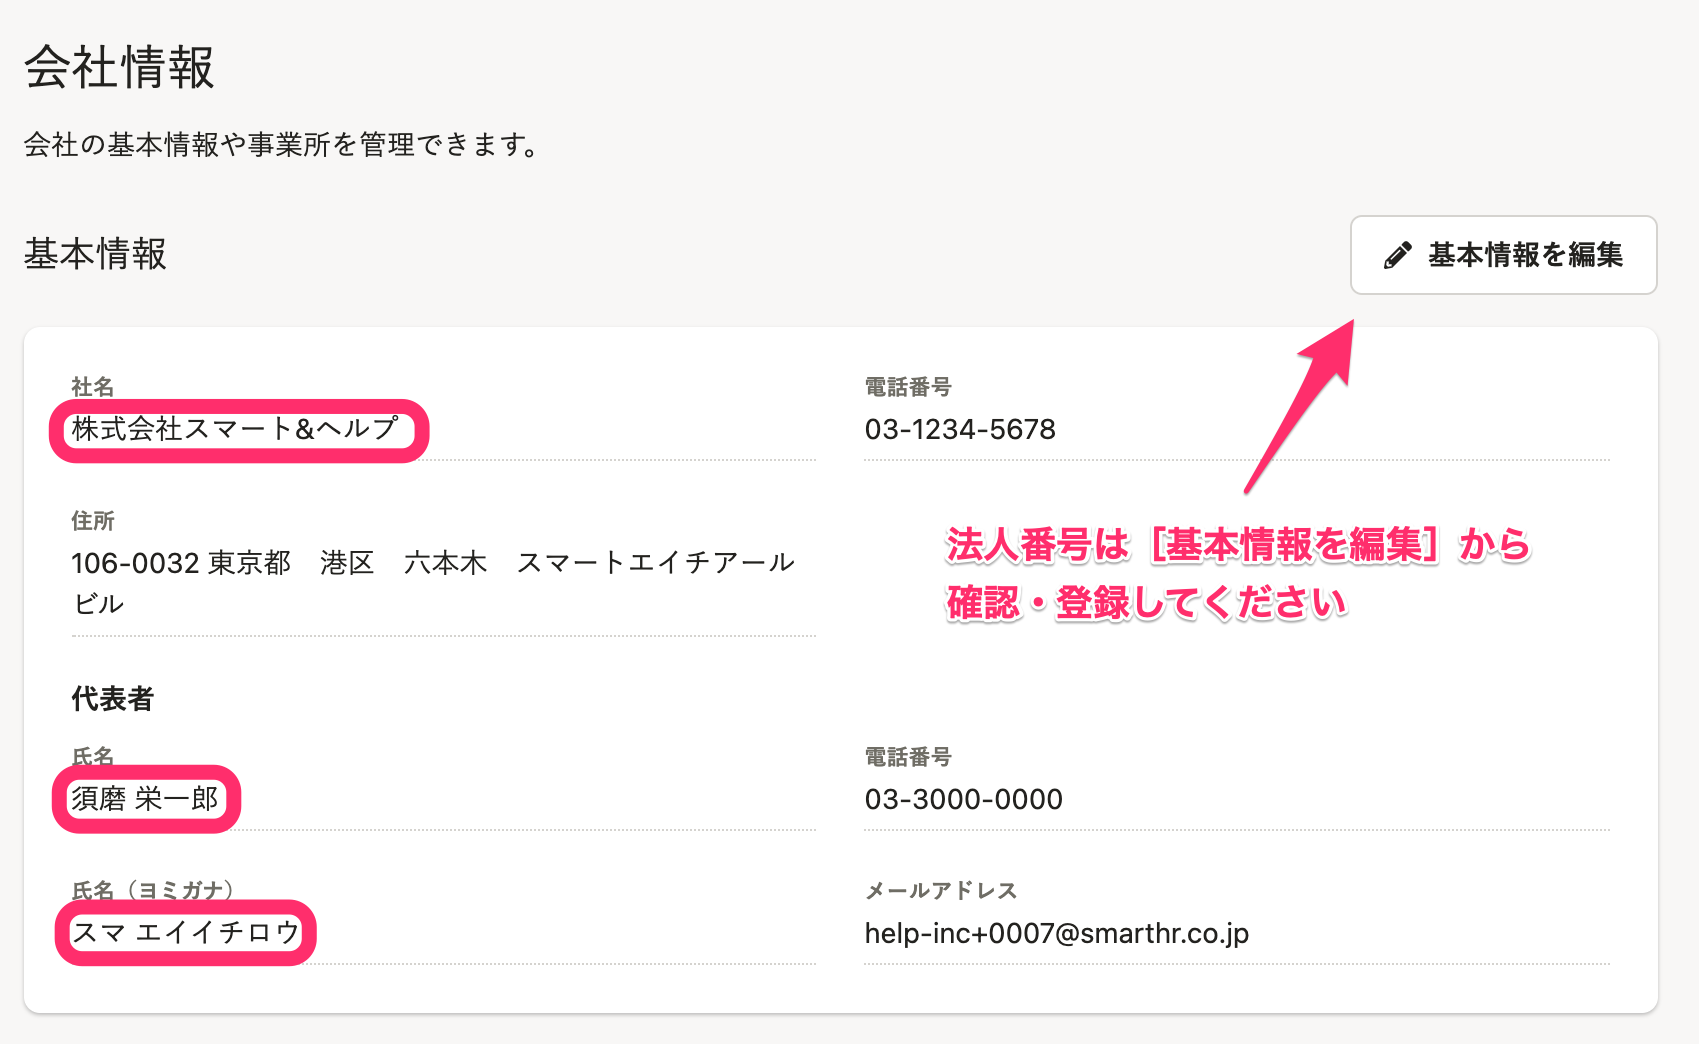 会社情報
会社の基本情報や事業所を管理できます。
基本情報
基本情報を編集
社名
株式会社スマート&ヘルプ
電話番号
03-1234-5678
住所
106-0032 東京都　港区　六本木　スマートエイチアール
ビル
法人番号は［基本情報を編集］から
確認・登録してください
代表者
氏名
須磨 栄一郎
電話番号
03-3000-0000
氏名（ヨミガナ）
スマ エイイチロウ
メールアドレス
help-inc+0007@smarthr.co.jp